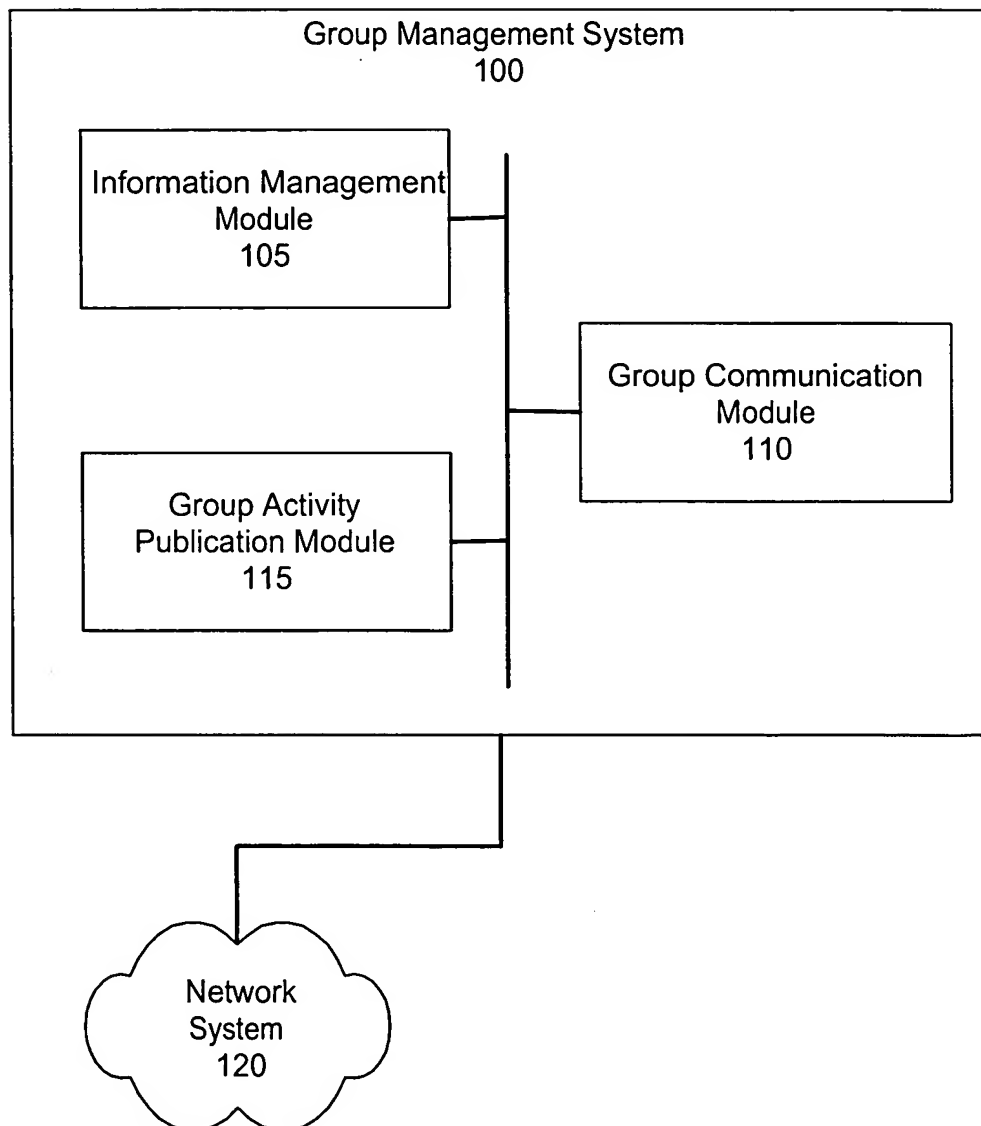 Group Management System
100
Information Management
Module
105
Group Communication
Module
110
Group Activity
Publication Module
115
Network
System
120